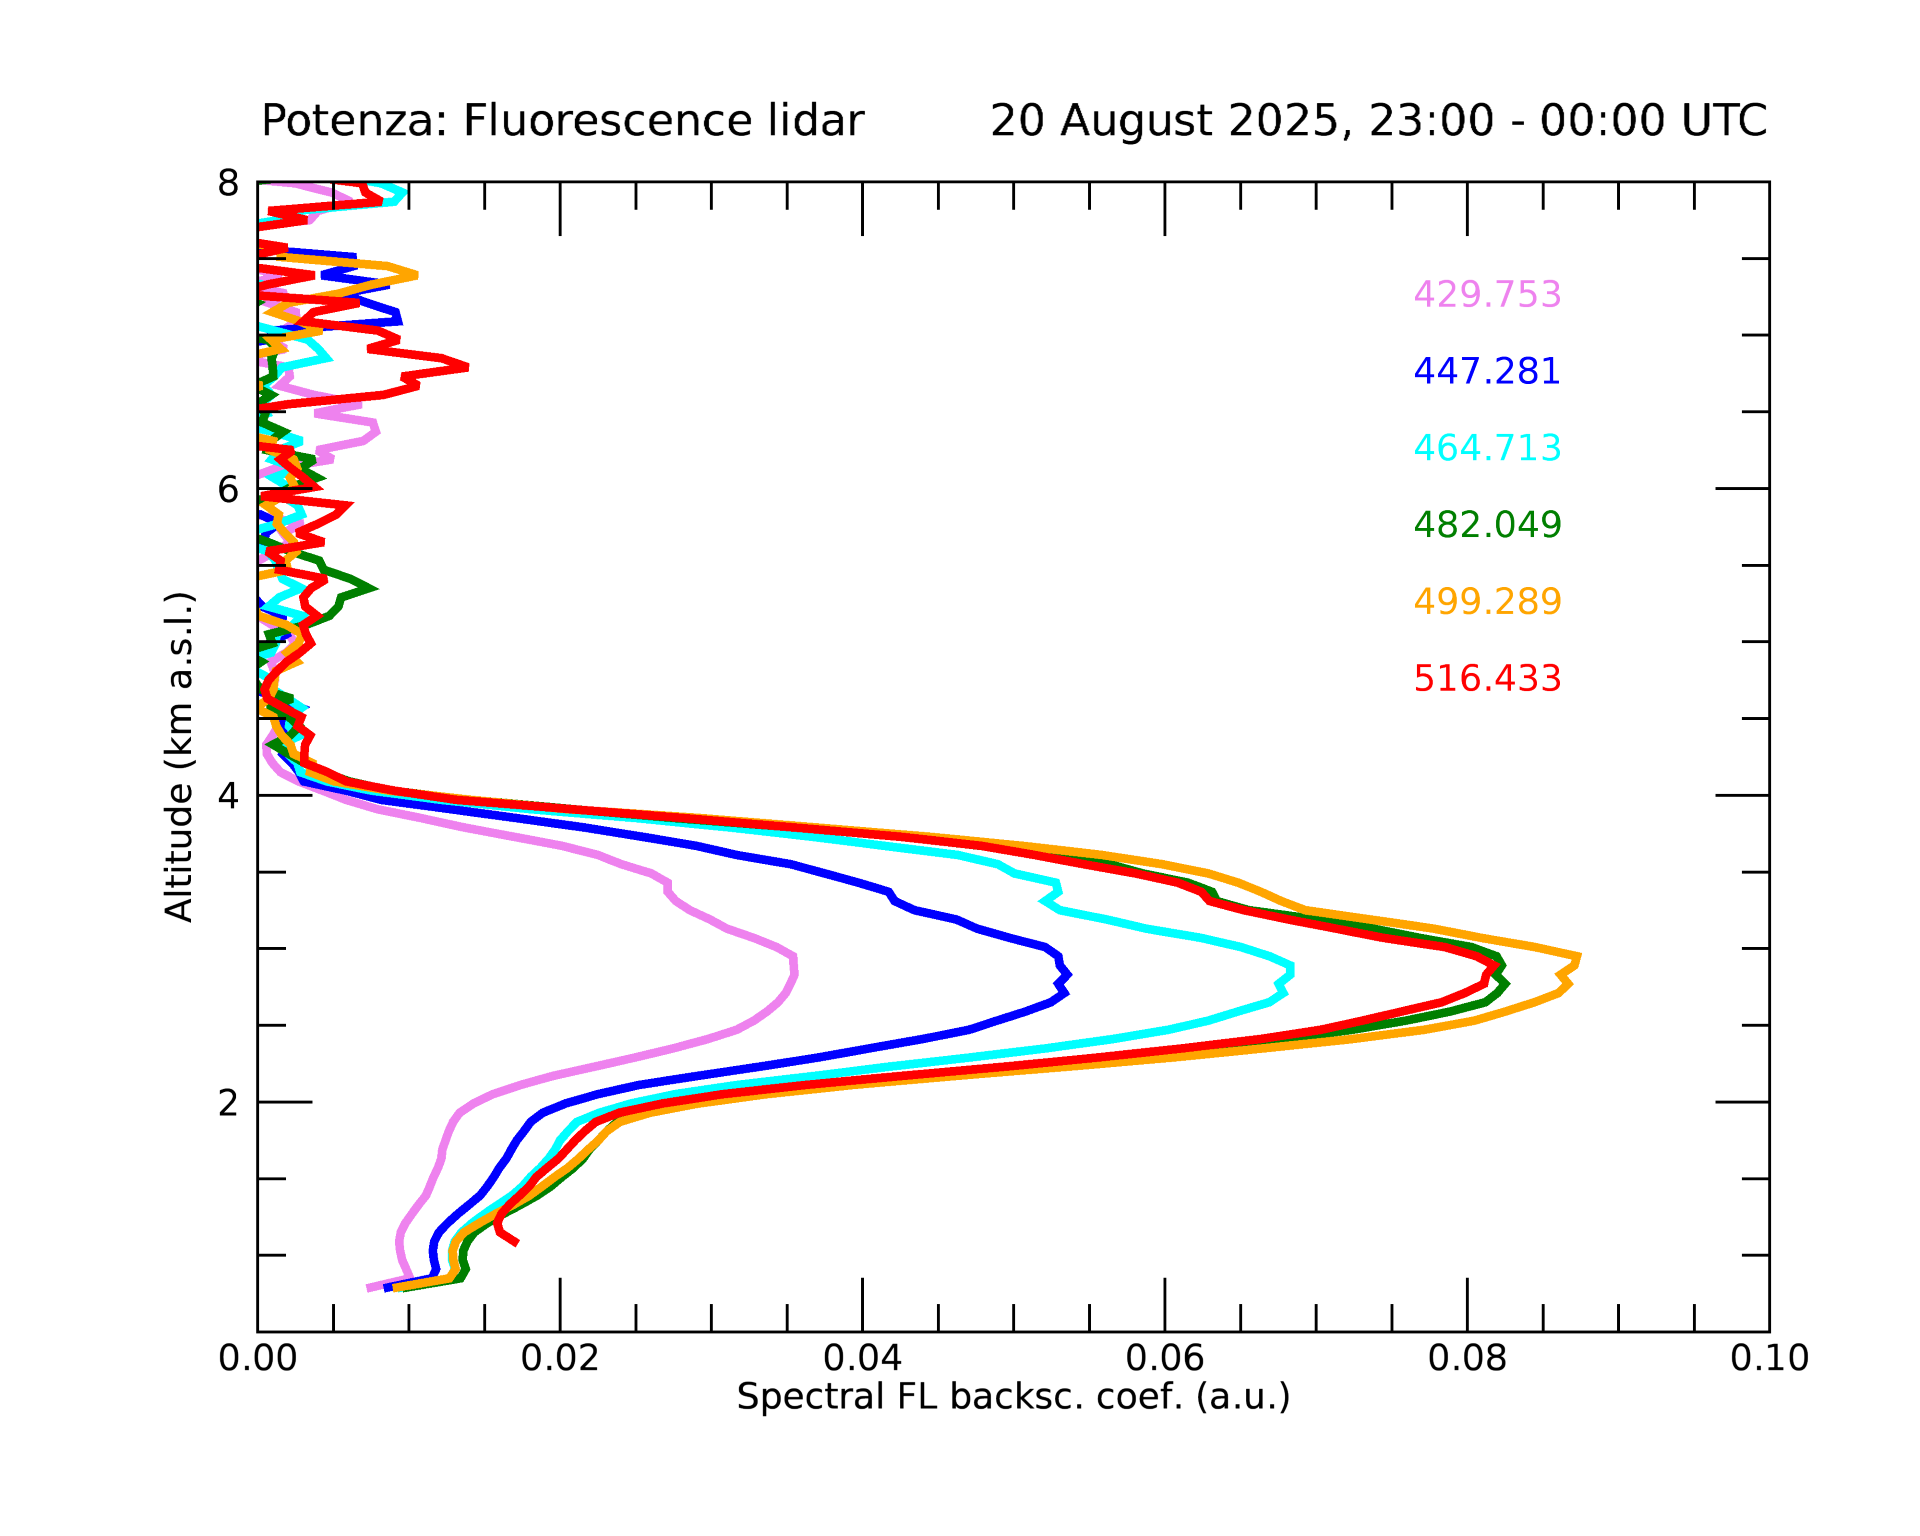 Potenza: Fluorescence lidar 20 August 2025, 23:00 - 00:00 UTC
8
6
4
2
Altitude (km a.s.l.)
429.753
447.281
464.713
482.049
499.289
516.433
0.00 0.02 0.04 0.06 0.08 0.10
Spectral FL backsc. coef. (a.u.)